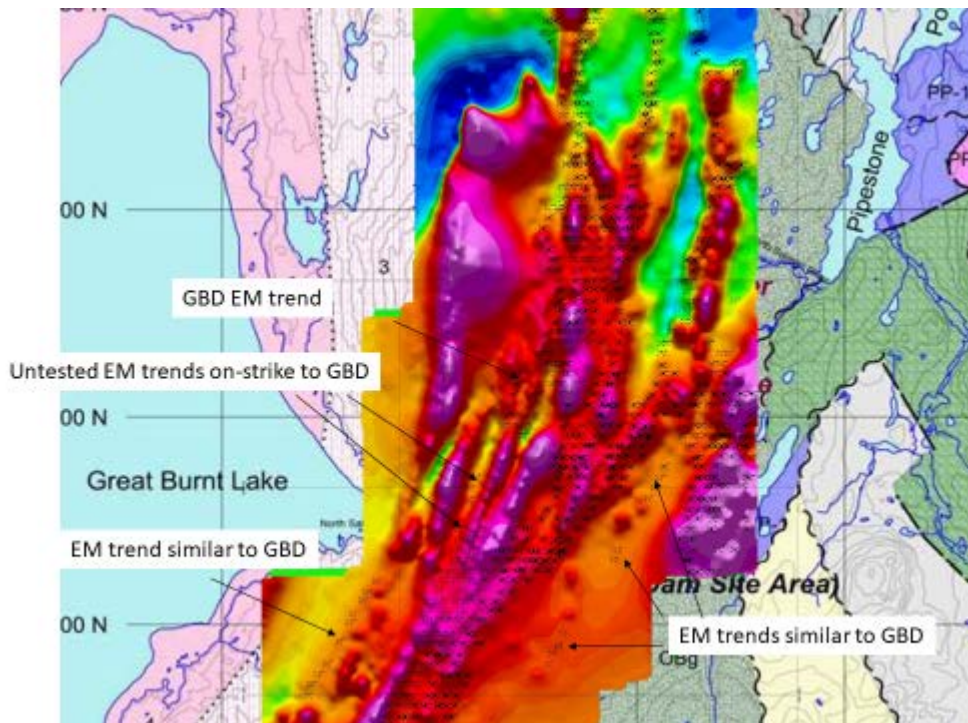 00 N
GBD EM trend
Untested EM trends on-strike to GBD
3
00 N
Great Burnt Lake
EM trend similar to GBD
00 N
EM trends similar to GBD
Site Area)
OBg
Pipestone
PP-1